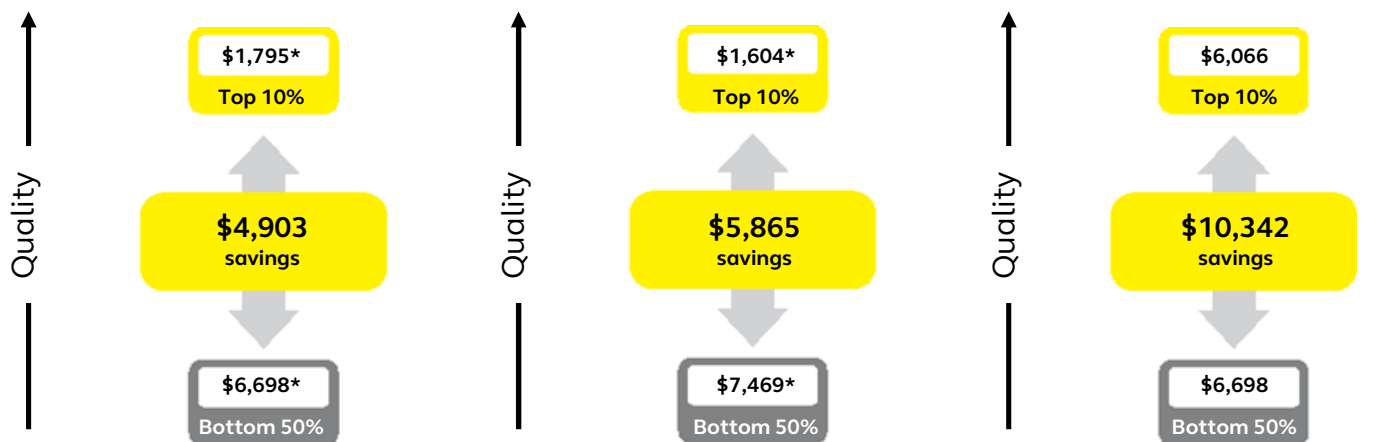 Quality
$1,795*
Top 10%
$4,903
savings
$6,698*
Bottom 50%
Quality
$1,604*
Top 10%
$5,865
savings
$7,469*
Bottom 50%
Quality
$6,066
Top 10%
$10,342
savings
$6,698
Bottom 50%